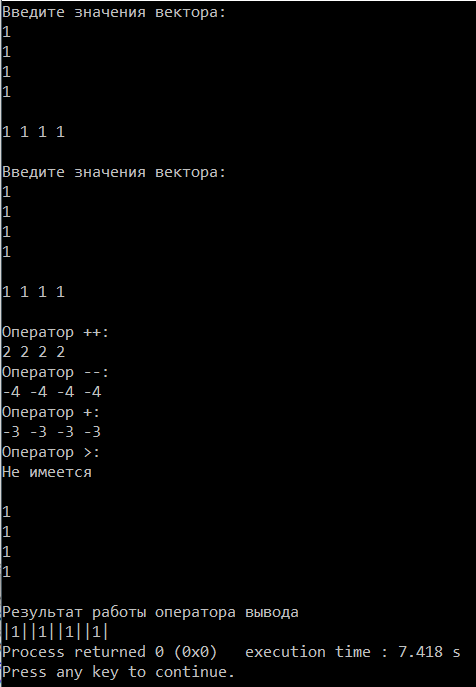 Введите значения вектора:
1
1
1
1
1 1 1 1
Введите значения вектора:
1
1
1
1
1 1 1 1
Оператор ++:
2 2 2 2
Оператор --:
-4 -4 -4 -4
Оператор +:
-3 -3 -3 -3
Оператор >:
Не имеется
1
1
1
1
Результат работы оператора вывода
|1||1||1||1|
Process returned 0 (0x0)   execution time : 7.418 s
Press any key to continue.